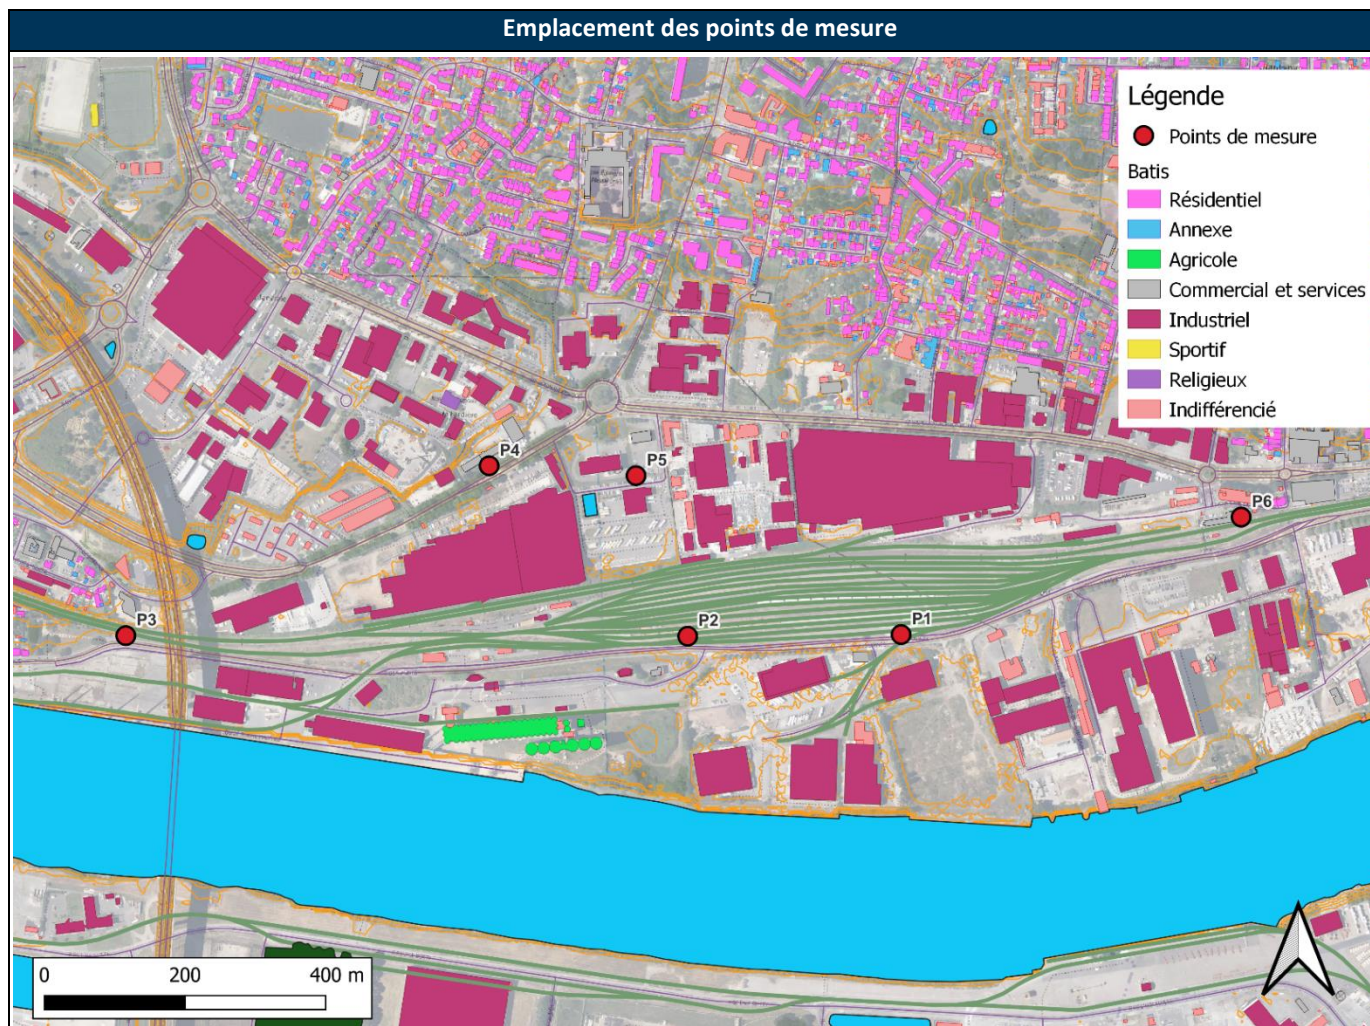 Emplacement des points de mesure
Légende
Points de mesure
Batis
Résidentiel
Annexe
Agricole
Commercial et services
Industriel
Sportif
Religieux
Indifférencié
P4
P5
P6
P3
P2
P1
0 200 400 m